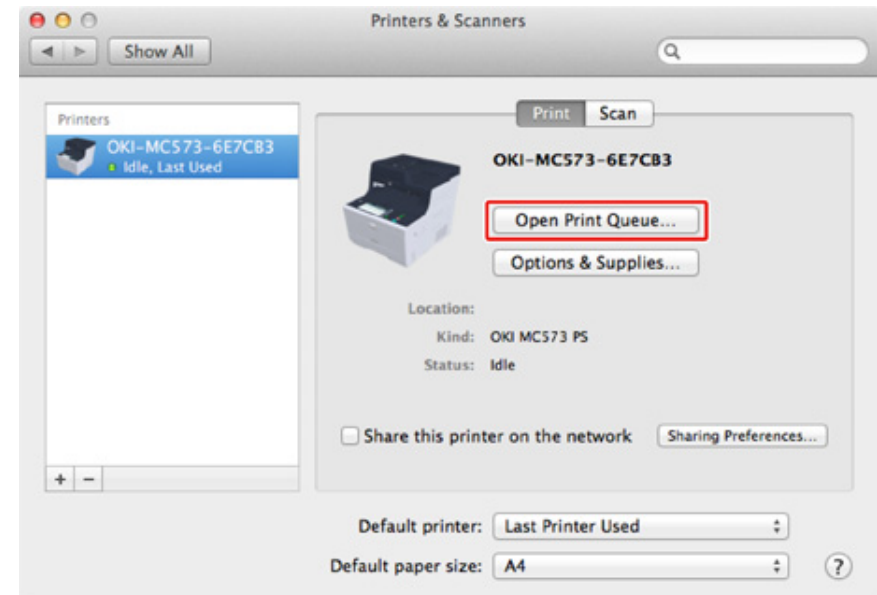 Printers & Scanners
Show All
Printers
OKI-MC573-6E7CB3
Idle, Last Used
Print Scan
OKI-MC573-6E7CB3
Open Print Queue...
Options & Supplies...
Location:
Kind: OKI MC573 PS
Status: Idle
Share this printer on the network Sharing Preferences...
+ −
Default printer: Last Printer Used
Default paper size: A4 ?